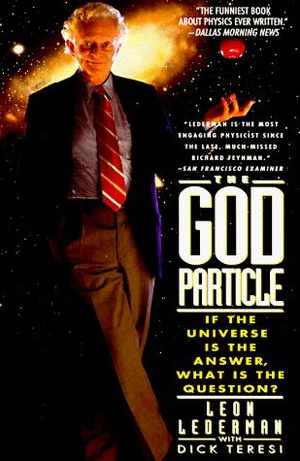 "THE FUNNIEST BOOK
ABOUT PHYSICS EVER WRITTEN."
—DALLAS MORNING NEWS
"LEDERMAN IS THE MOST
ENGAGING PHYSICIST SINCE
THE LATE, MUCH-MISSED
RICHARD FEYNMAN."
—SAN FRANCISCO EXAMINER
THE
GOD
PARTICLE
IF THE
UNIVERSE
IS THE
ANSWER,
WHAT IS THE
QUESTION?
LEON
LEDERMAN
WITH
DICK TERESI